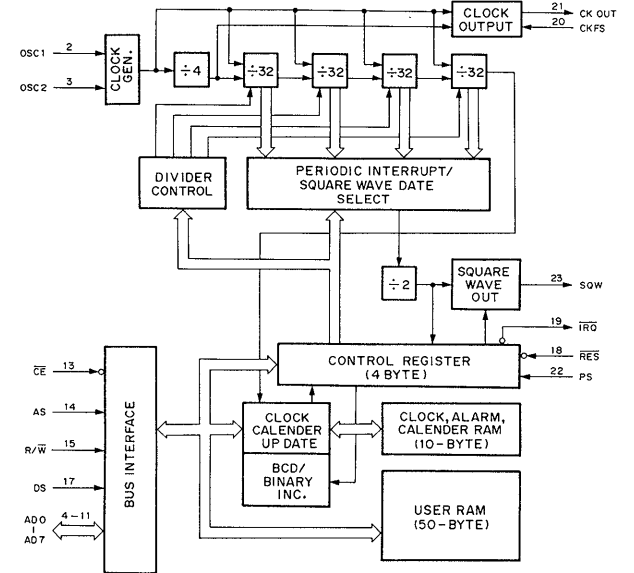 OSC1 2
OSC2 3
CLOCK
GEN.
÷4
÷32
÷32
÷32
÷32
CLOCK
OUTPUT
21 CK OUT
20 CKFS
DIVIDER
CONTROL
PERIODIC INTERRUPT/
SQUARE WAVE DATE
SELECT
÷2
SQUARE
WAVE
OUT
23 SQW
19 I̅R̅Q̅
18 R̅E̅S̅
22 PS
CONTROL REGISTER
(4 BYTE)
C̅E̅ 13
AS 14
R/W̅ 15
DS 17
AD0 4-11
|
AD7
BUS INTERFACE
CLOCK
CALENDER
UP DATE
BCD/
BINARY
INC.
CLOCK, ALARM,
CALENDER RAM
(10-BYTE)
USER RAM
(50-BYTE)